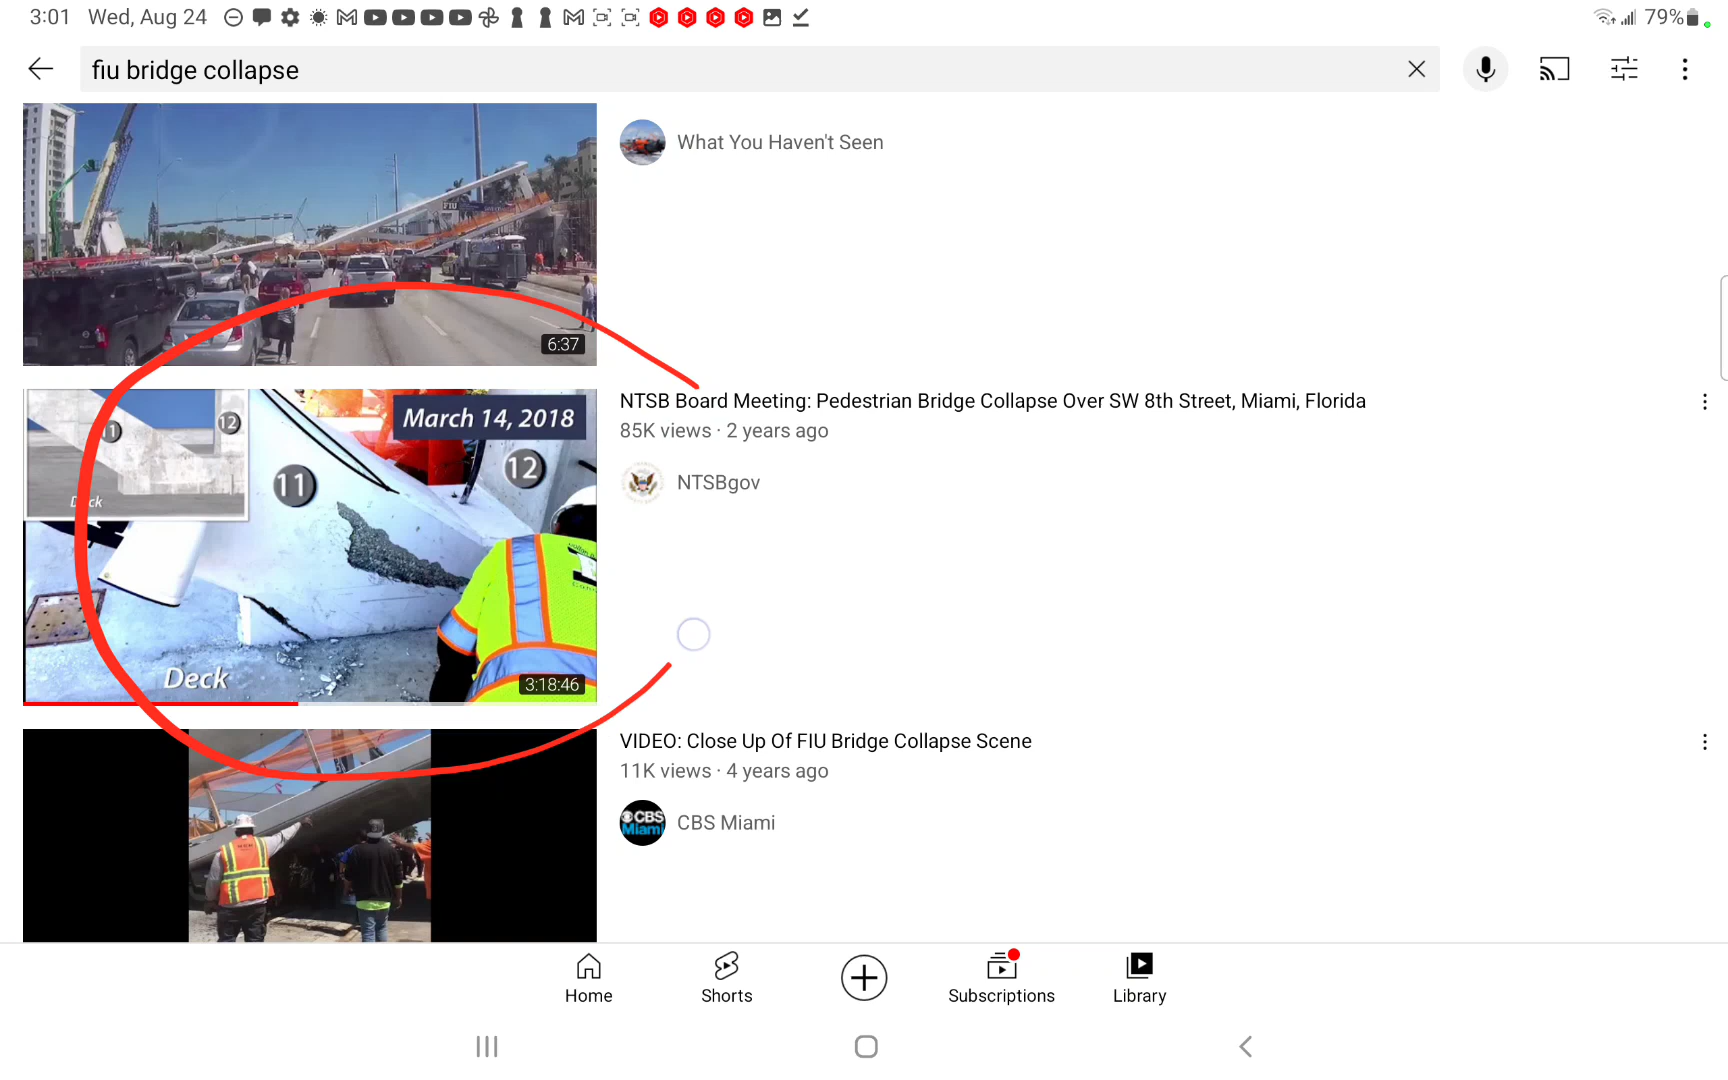 3:01 Wed, Aug 24
79%
fiu bridge collapse
FIU
6:37
What You Haven't Seen
11
12
Deck
March 14, 2018
11
12
Deck
3:18:46
NTSB Board Meeting: Pedestrian Bridge Collapse Over SW 8th Street, Miami, Florida
85K views · 2 years ago
NTSBgov
VIDEO: Close Up Of FIU Bridge Collapse Scene
11K views · 4 years ago
CBS
Miami
CBS Miami
Home
Shorts
Subscriptions
Library